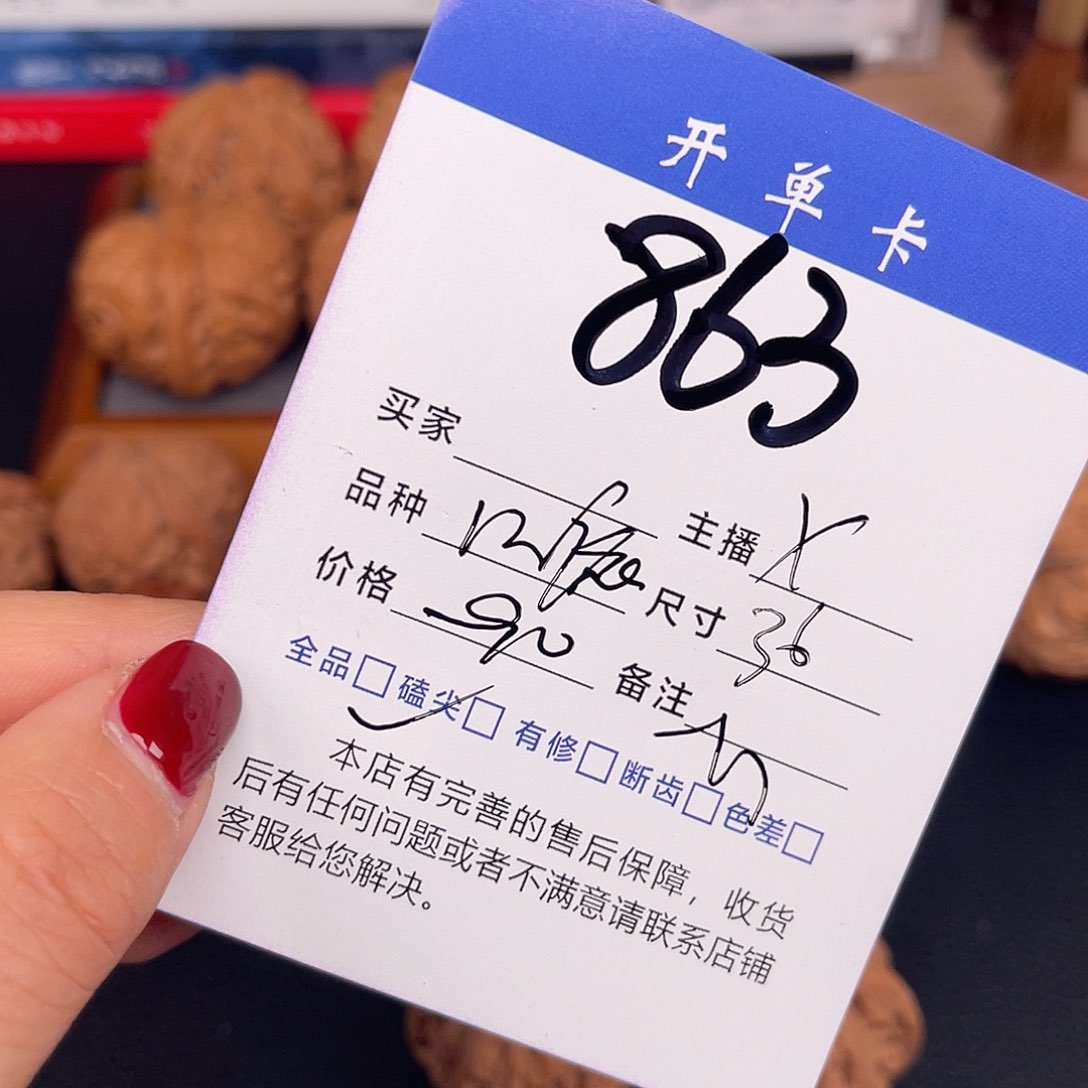 开单卡
863
买家
品种 主播 X
价格 尺寸 36
备注
全品□磕尖□有修□断齿□色差□
本店有完善的售后保障，收货
后有任何问题或者不满意请联系店铺
客服给您解决。